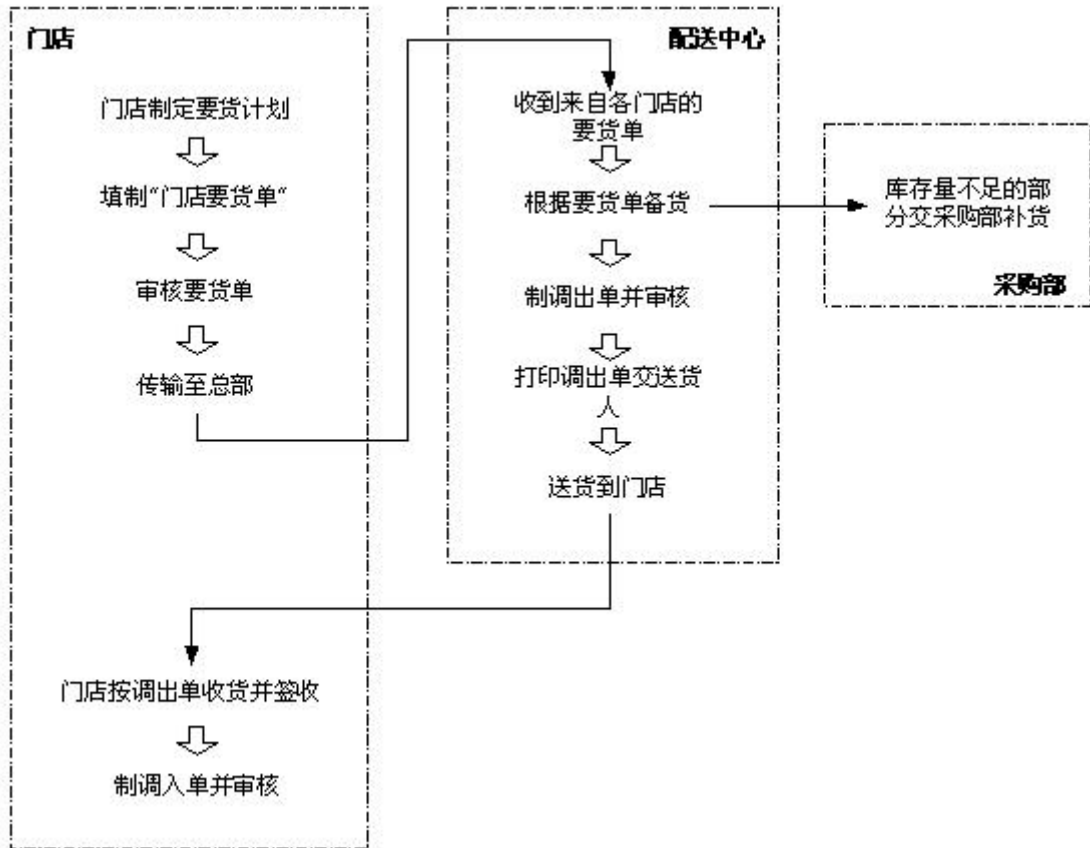 门店
门店制定要货计划
填制“门店要货单“
审核要货单
传输至总部
门店按调出单收货并签收
制调入单并审核
配送中心
收到来自各门店的
要货单
根据要货单备货
制调出单并审核
打印调出单交送货
人
送货到门店
库存量不足的部
分交采购部补货
采购部